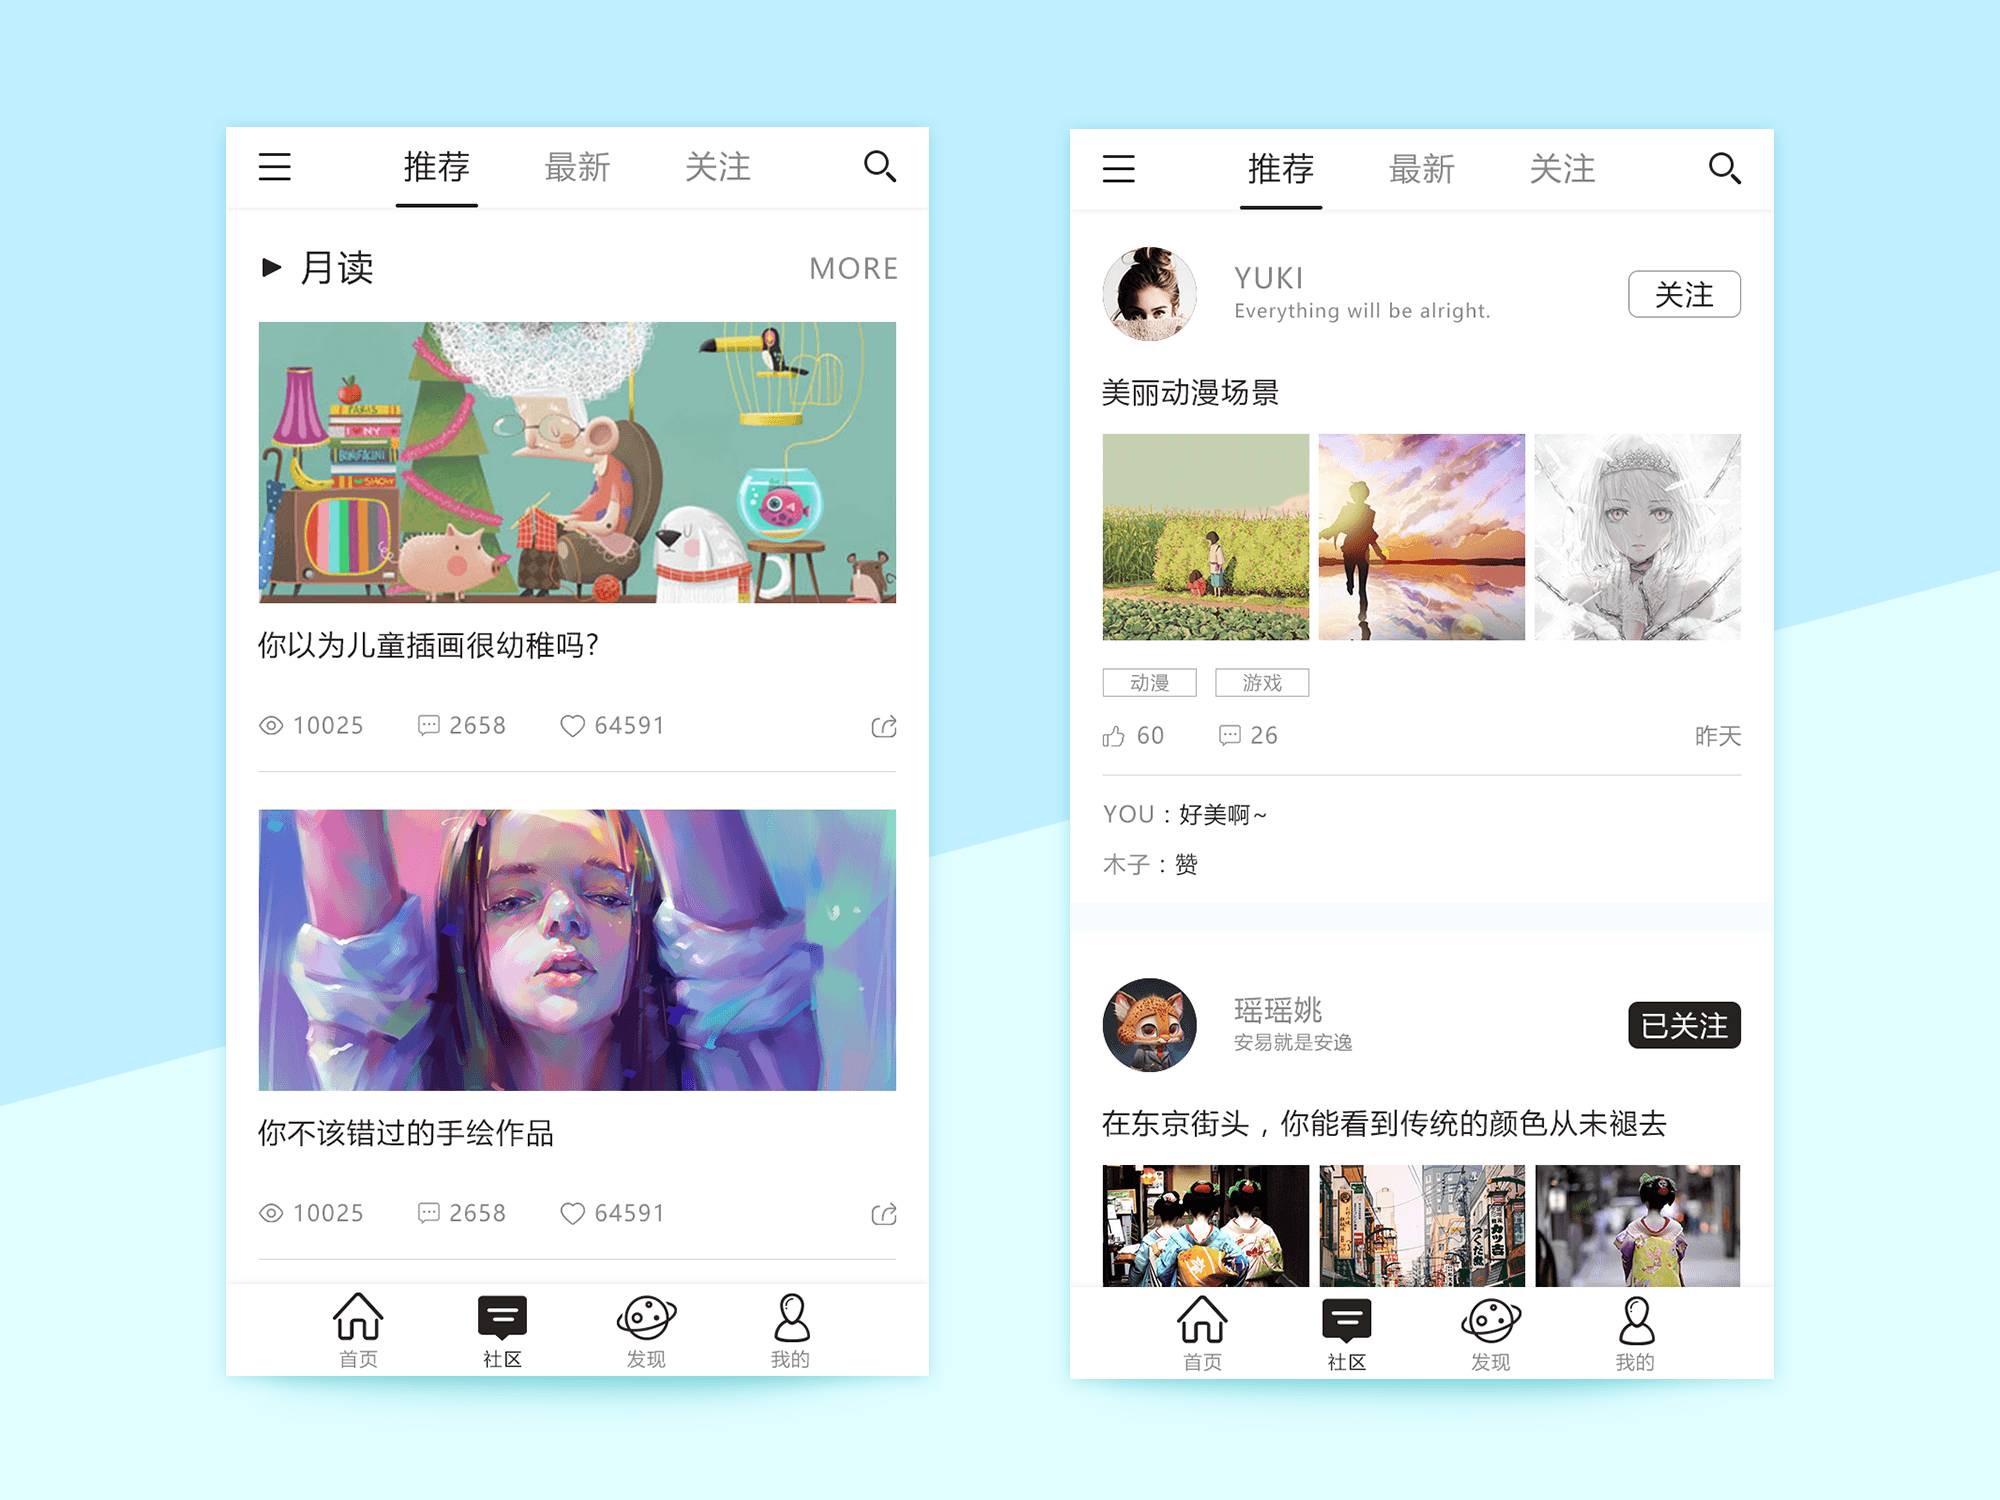 推荐 最新 关注
月读 MORE
PARIS
I ♥ NY
BONIFACINI
SHOW
你以为儿童插画很幼稚吗?
10025 2658 64591
你不该错过的手绘作品
10025 2658 64591
首页 社区 发现 我的
推荐 最新 关注
YUKI
Everything will be alright.
关注
美丽动漫场景
动漫 游戏
60 26 昨天
YOU：好美啊~
木子：赞
瑶瑶姚
安易就是安逸
已关注
在东京街头，你能看到传统的颜色从未褪去
首页 社区 发现 我的